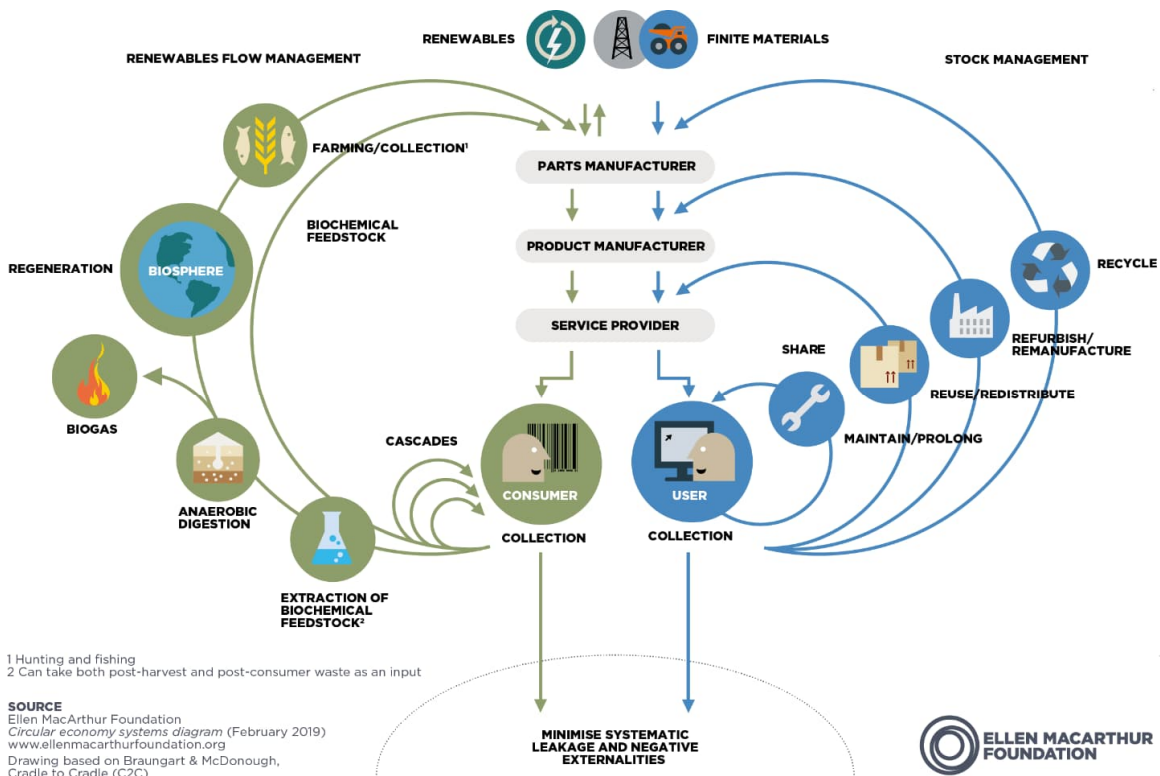 RENEWABLES
FINITE MATERIALS
RENEWABLES FLOW MANAGEMENT
STOCK MANAGEMENT
FARMING/COLLECTION¹
PARTS MANUFACTURER
BIOCHEMICAL
FEEDSTOCK
PRODUCT MANUFACTURER
REGENERATION
BIOSPHERE
RECYCLE
SERVICE PROVIDER
REFURBISH/
REMANUFACTURE
SHARE
REUSE/REDISTRIBUTE
BIOGAS
CASCADES
MAINTAIN/PROLONG
CONSUMER
USER
ANAEROBIC
DIGESTION
COLLECTION
COLLECTION
EXTRACTION OF
BIOCHEMICAL
FEEDSTOCK²
1 Hunting and fishing
2 Can take both post-harvest and post-consumer waste as an input
SOURCE
Ellen MacArthur Foundation
Circular economy systems diagram (February 2019)
www.ellenmacarthurfoundation.org
Drawing based on Braungart & McDonough,
Cradle to Cradle (C2C)
MINIMISE SYSTEMATIC
LEAKAGE AND NEGATIVE
EXTERNALITIES
ELLEN MACARTHUR
FOUNDATION